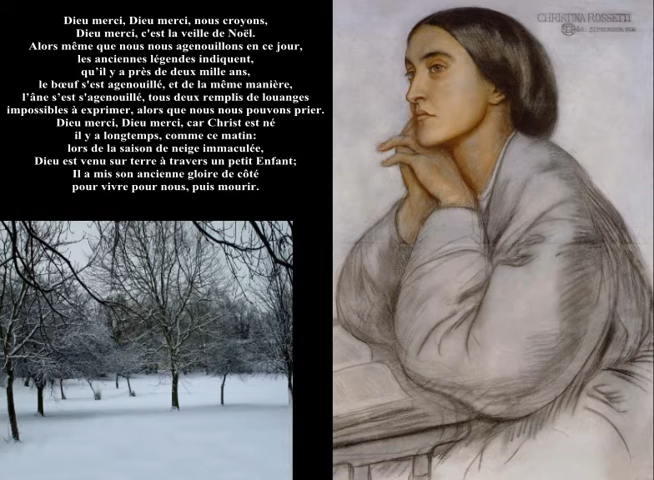 Dieu merci, Dieu merci, nous croyons,
Dieu merci, c'est la veille de Noël.
Alors même que nous nous agenouillons en ce jour,
les anciennes légendes indiquent,
qu'il y a près de deux mille ans,
le bœuf s'est agenouillé, et de la même manière,
l'âne s'est s'agenouillé, tous deux remplis de louanges
impossibles à exprimer, alors que nous nous pouvons prier.
Dieu merci, Dieu merci, car Christ est né
il y a longtemps, comme ce matin:
lors de la saison de neige immaculée,
Dieu est venu sur terre à travers un petit Enfant;
Il a mis son ancienne gloire de côté
pour vivre pour nous, puis mourir.
CHRISTINA ROSSETTI